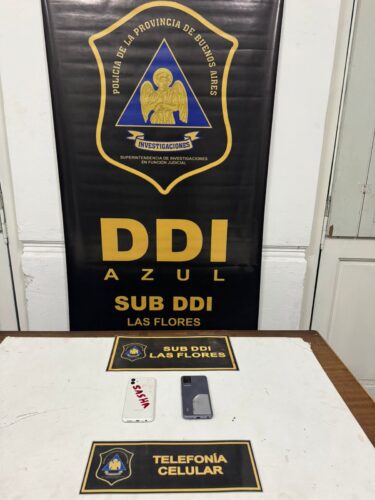 POLICIA DE LA PROVINCIA DE BUENOS AIRES
INVESTIGACIONES
SUPERINTENDENCIA DE INVESTIGACIONES
EN FUNCIÓN JUDICIAL
DDI
AZUL
SUB DDI
LAS FLORES
SUB DDI
LAS FLORES
SASHA
TELEFONÍA
CELULAR